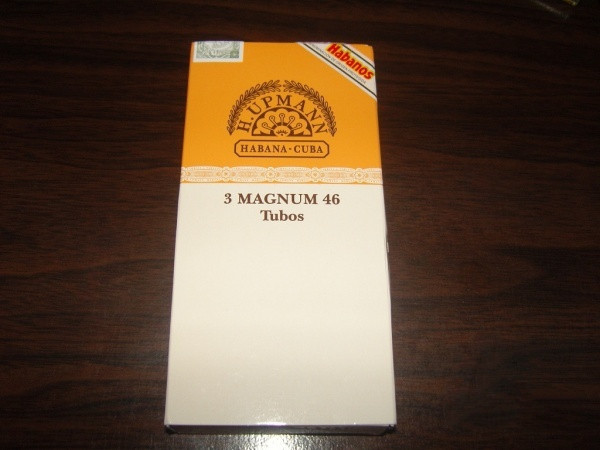 Habanos
H. UPMANN
HABANA · CUBA
3 MAGNUM 46
Tubos